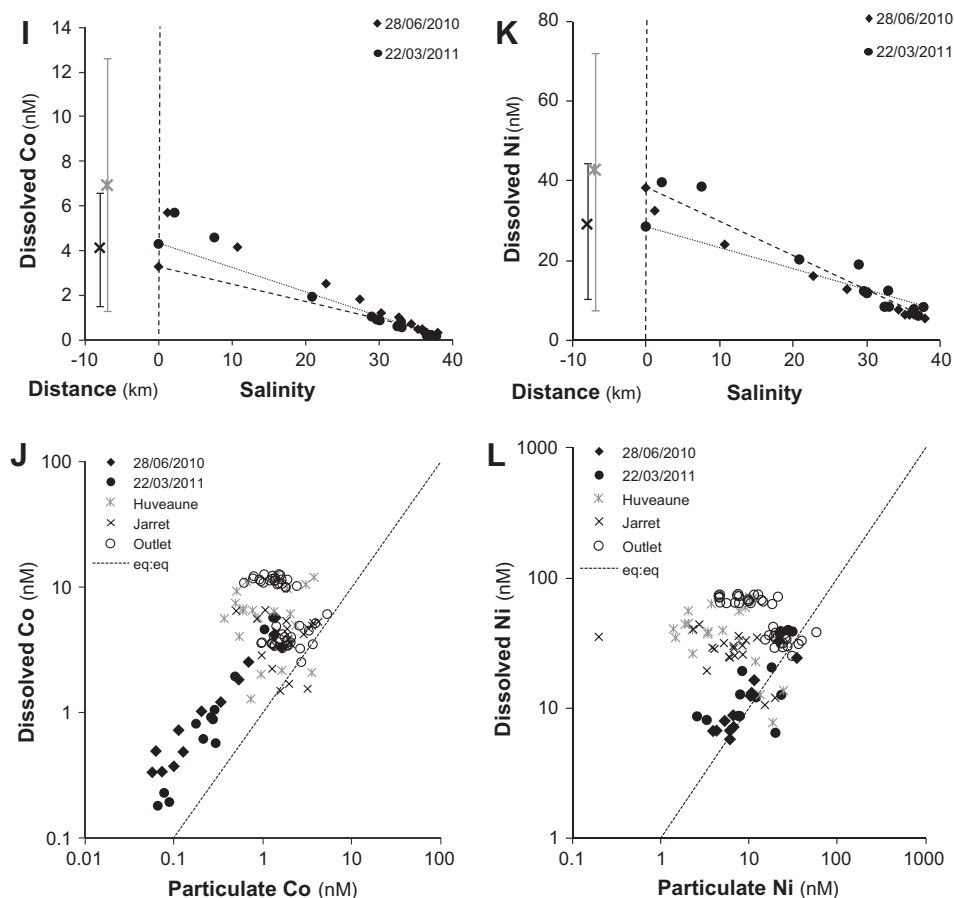 I
28/06/2010
22/03/2011
Dissolved Co (nM)
14
12
10
8
6
4
2
0
-10 0 10 20 30 40
Distance (km) Salinity
K
28/06/2010
22/03/2011
Dissolved Ni (nM)
80
60
40
20
0
-10 0 10 20 30 40
Distance (km) Salinity
J
28/06/2010
22/03/2011
Huveaune
Jarret
Outlet
eq:eq
Dissolved Co (nM)
100
10
1
0.1
0.01 0.1 1 10 100
Particulate Co (nM)
L
28/06/2010
22/03/2011
Huveaune
Jarret
Outlet
eq:eq
Dissolved Ni (nM)
1000
100
10
1
0.1 1 10 100 1000
Particulate Ni (nM)